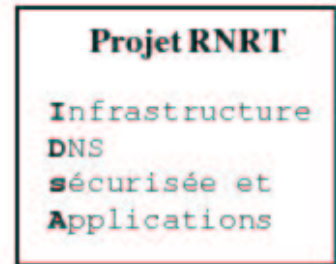 Projet RNRT
Infrastructure
DNS
sécurisée et
Applications